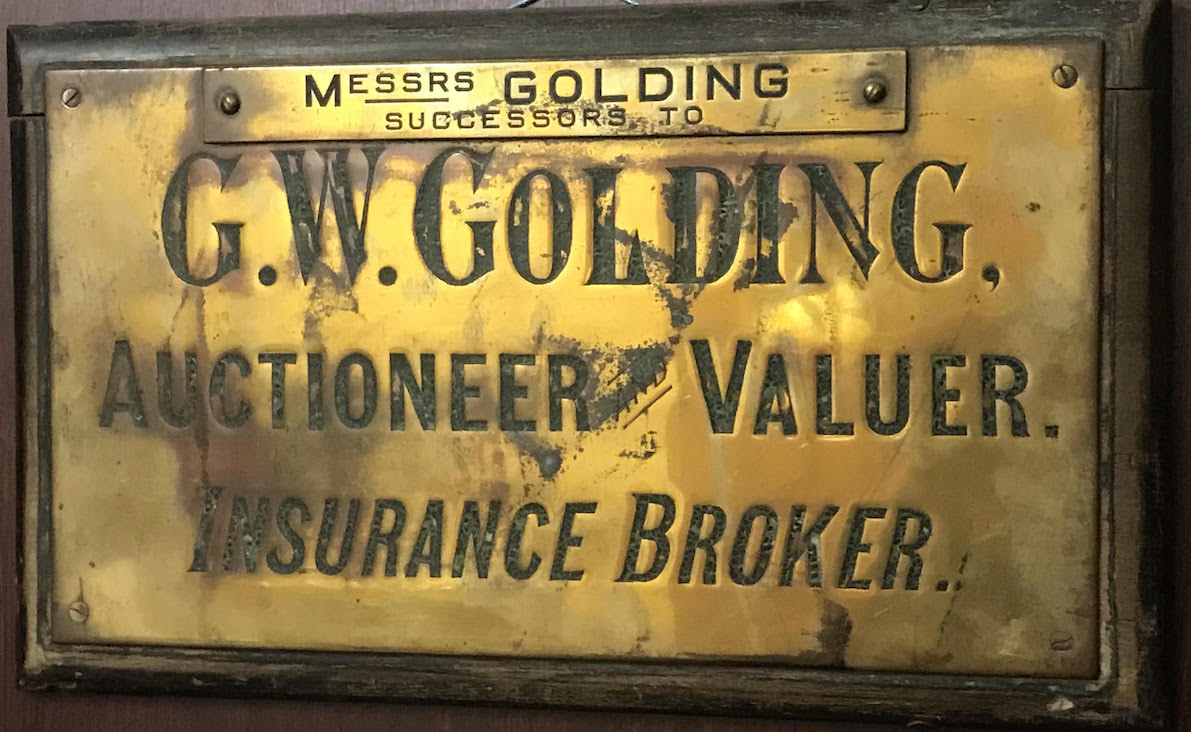 MESSRS GOLDING
SUCCESSORS TO
G.W. GOLDING,
AUCTIONEER VALUER.
INSURANCE BROKER.